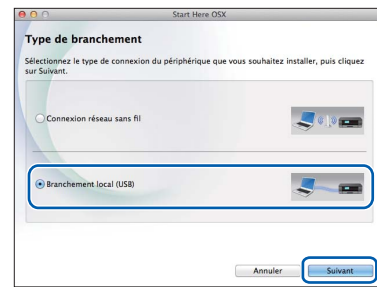 Start Here OSX
Type de branchement
Sélectionnez le type de connexion du périphérique que vous souhaitez installer, puis cliquez
sur Suivant.
Connexion réseau sans fil
Branchement local (USB)
Annuler
Suivant